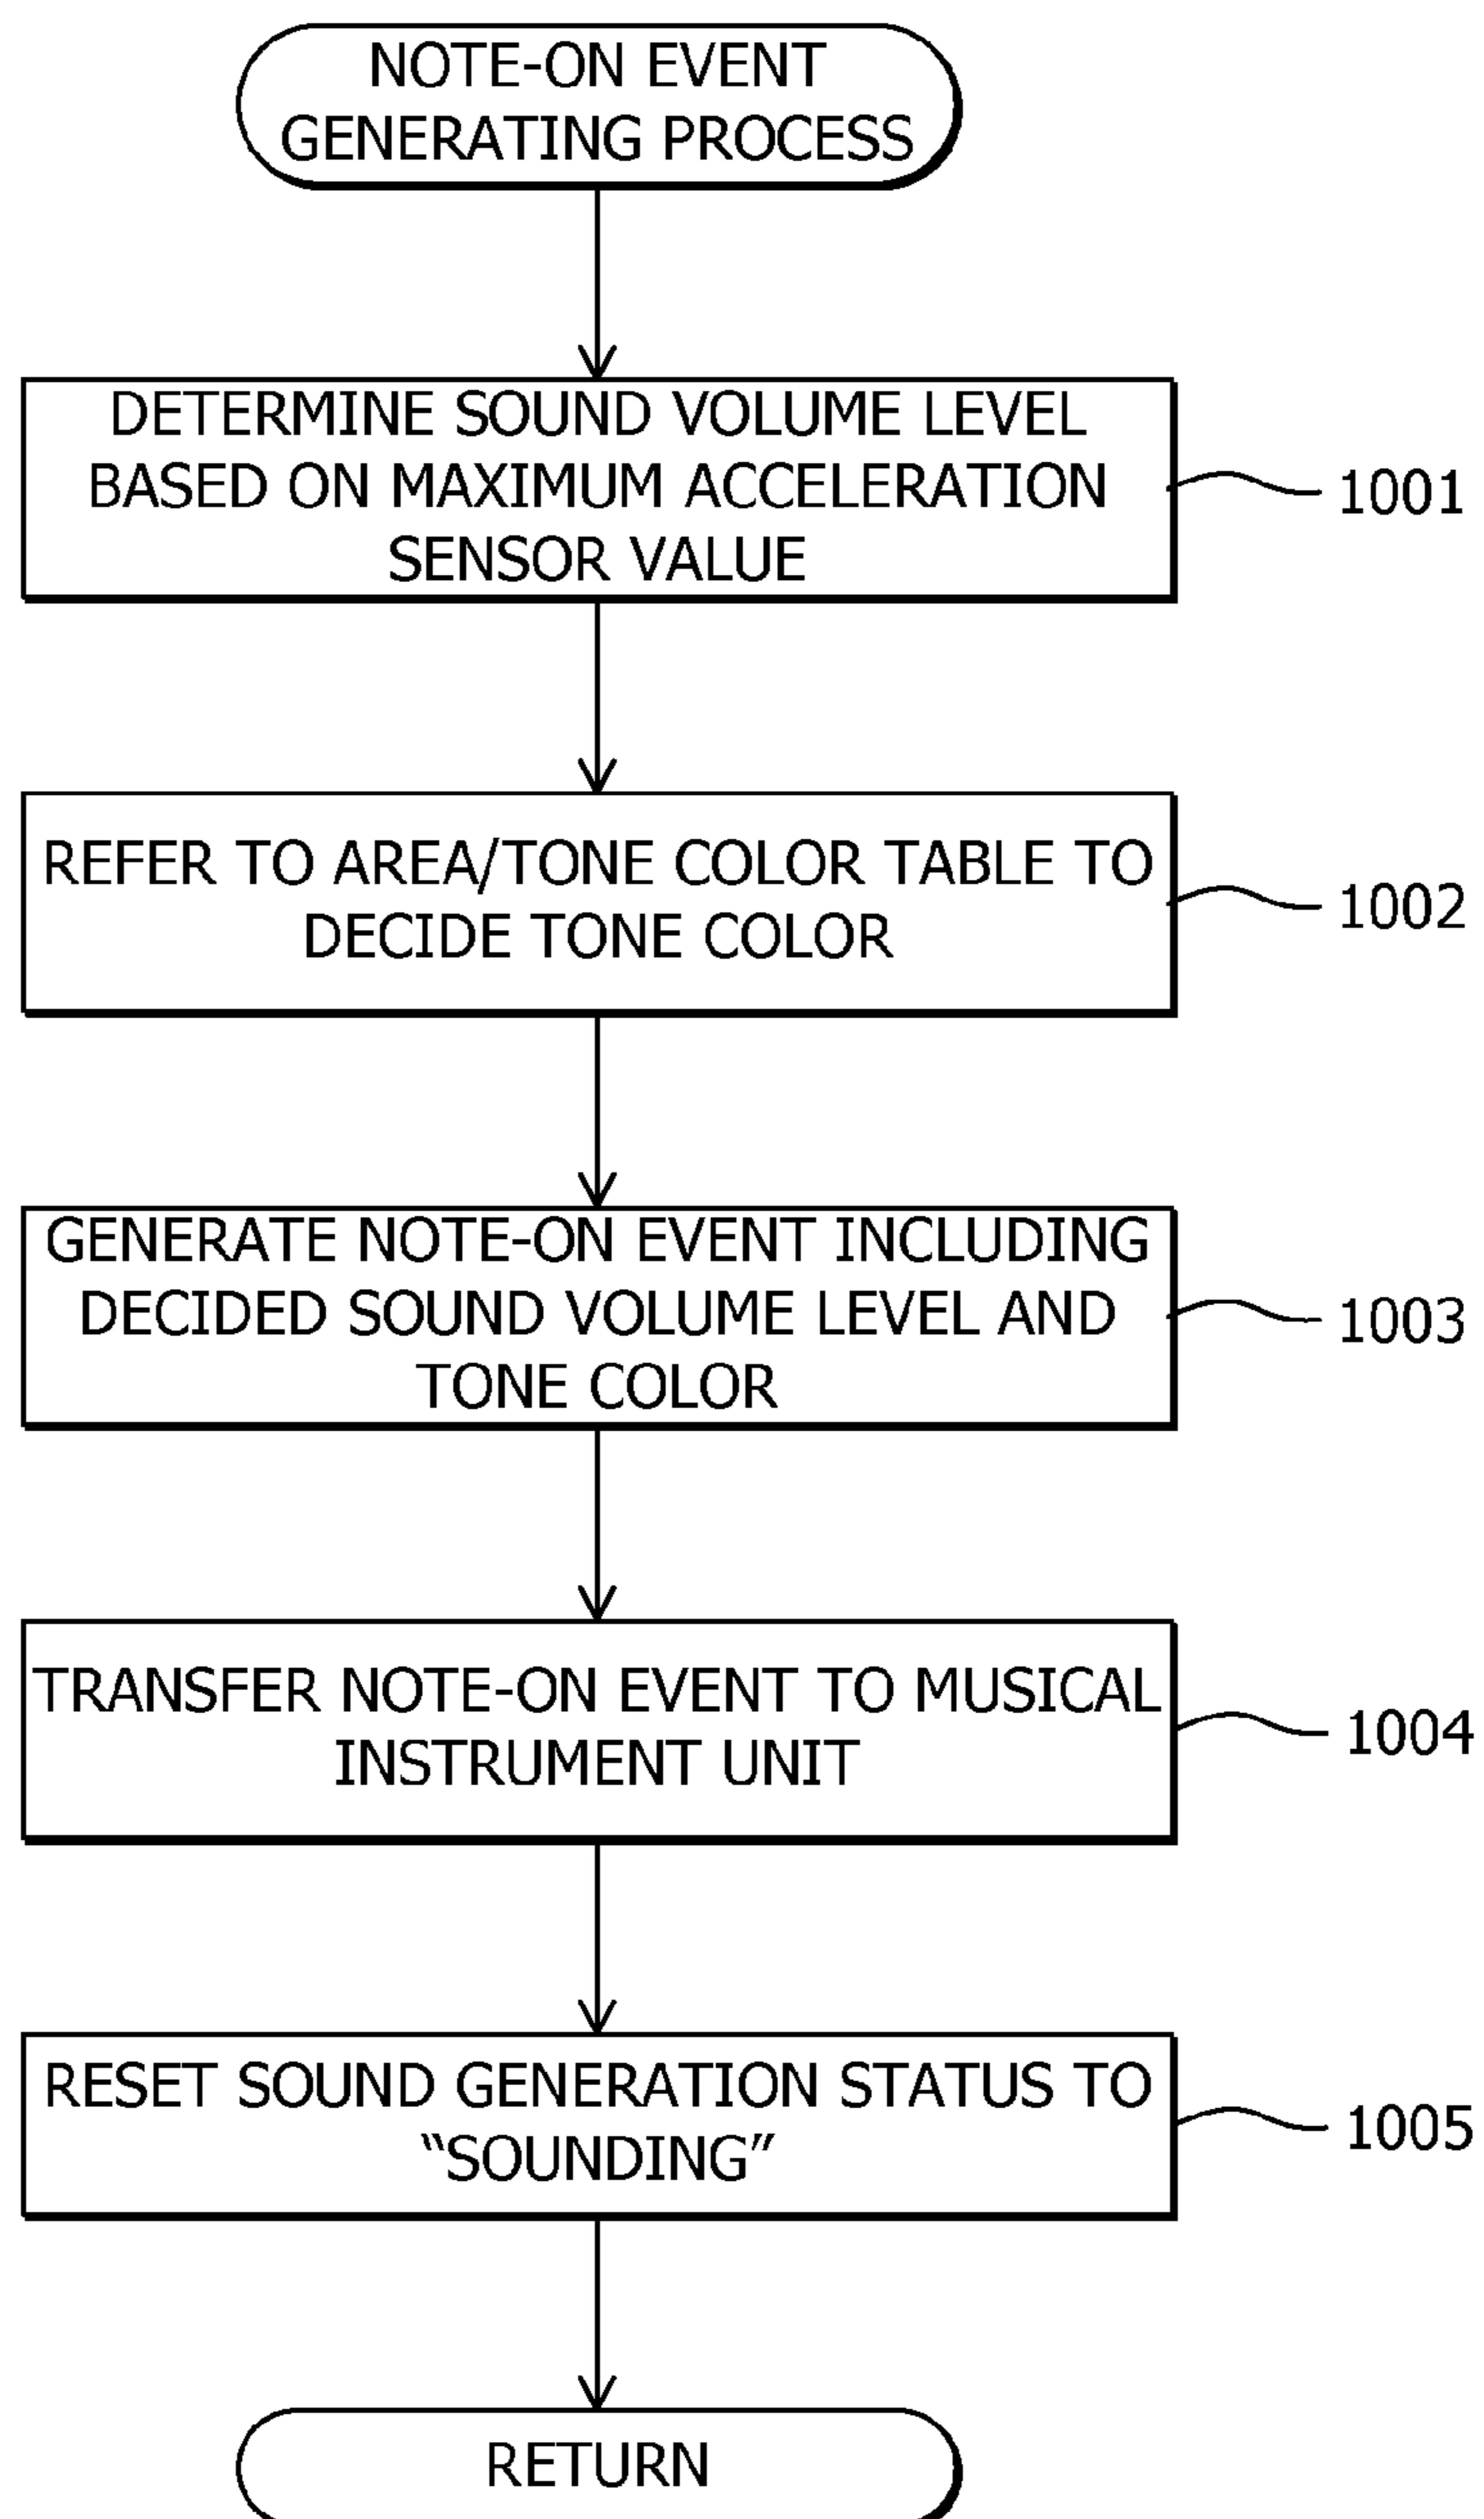 NOTE-ON EVENT
GENERATING PROCESS
DETERMINE SOUND VOLUME LEVEL
BASED ON MAXIMUM ACCELERATION
SENSOR VALUE
1001
REFER TO AREA/TONE COLOR TABLE TO
DECIDE TONE COLOR
1002
GENERATE NOTE-ON EVENT INCLUDING
DECIDED SOUND VOLUME LEVEL AND
TONE COLOR
1003
TRANSFER NOTE-ON EVENT TO MUSICAL
INSTRUMENT UNIT
1004
RESET SOUND GENERATION STATUS TO
“SOUNDING”
1005
RETURN